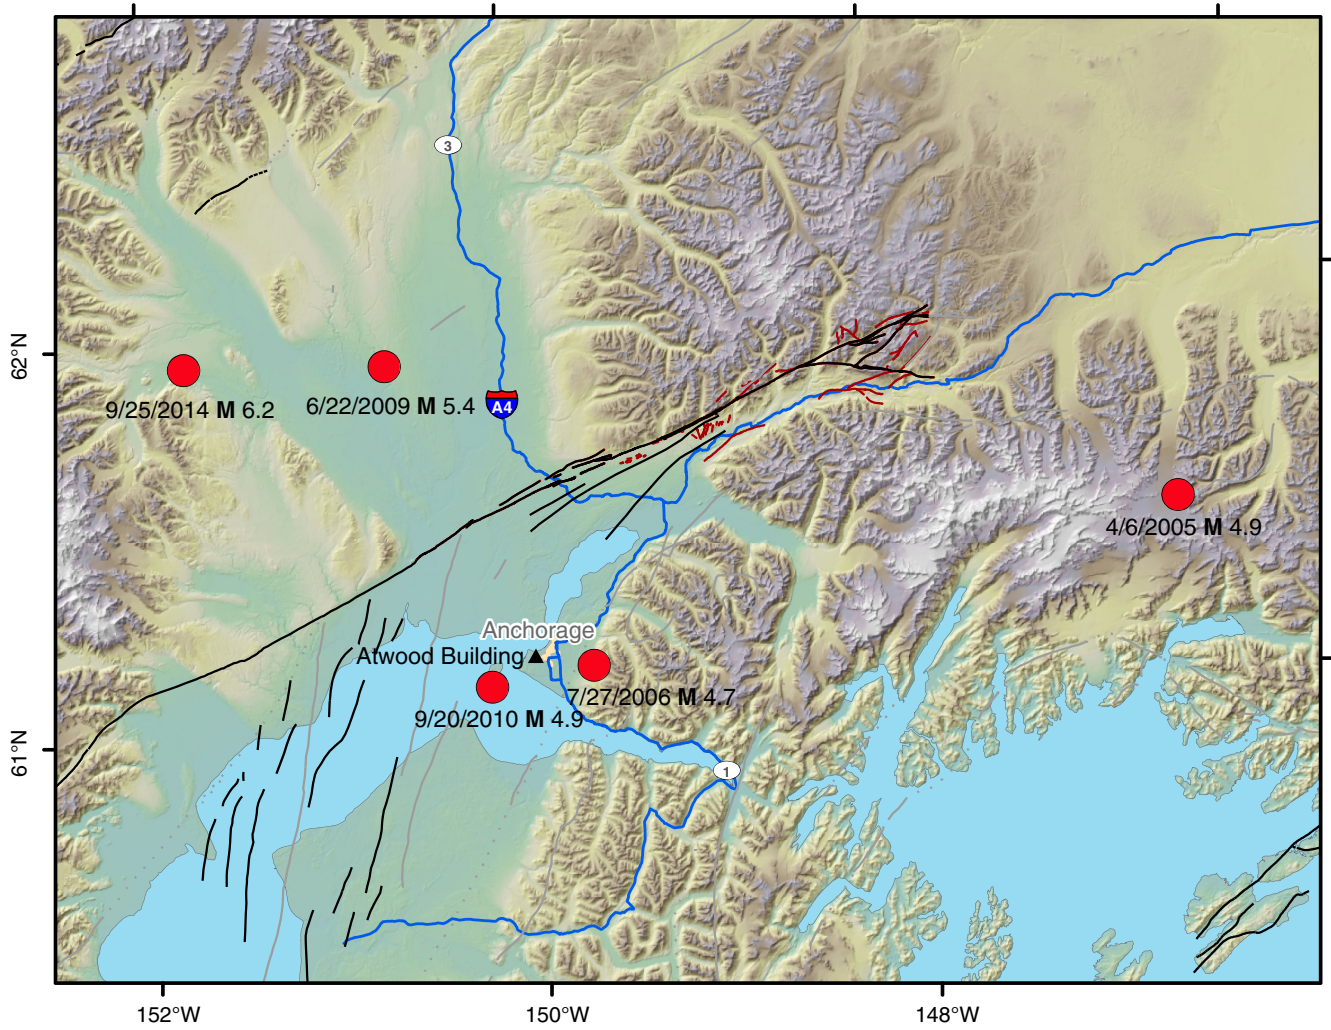 3
62°N
9/25/2014 M 6.2
6/22/2009 M 5.4
A4
4/6/2005 M 4.9
Anchorage
Atwood Building
7/27/2006 M 4.7
9/20/2010 M 4.9
61°N
1
152°W
150°W
148°W